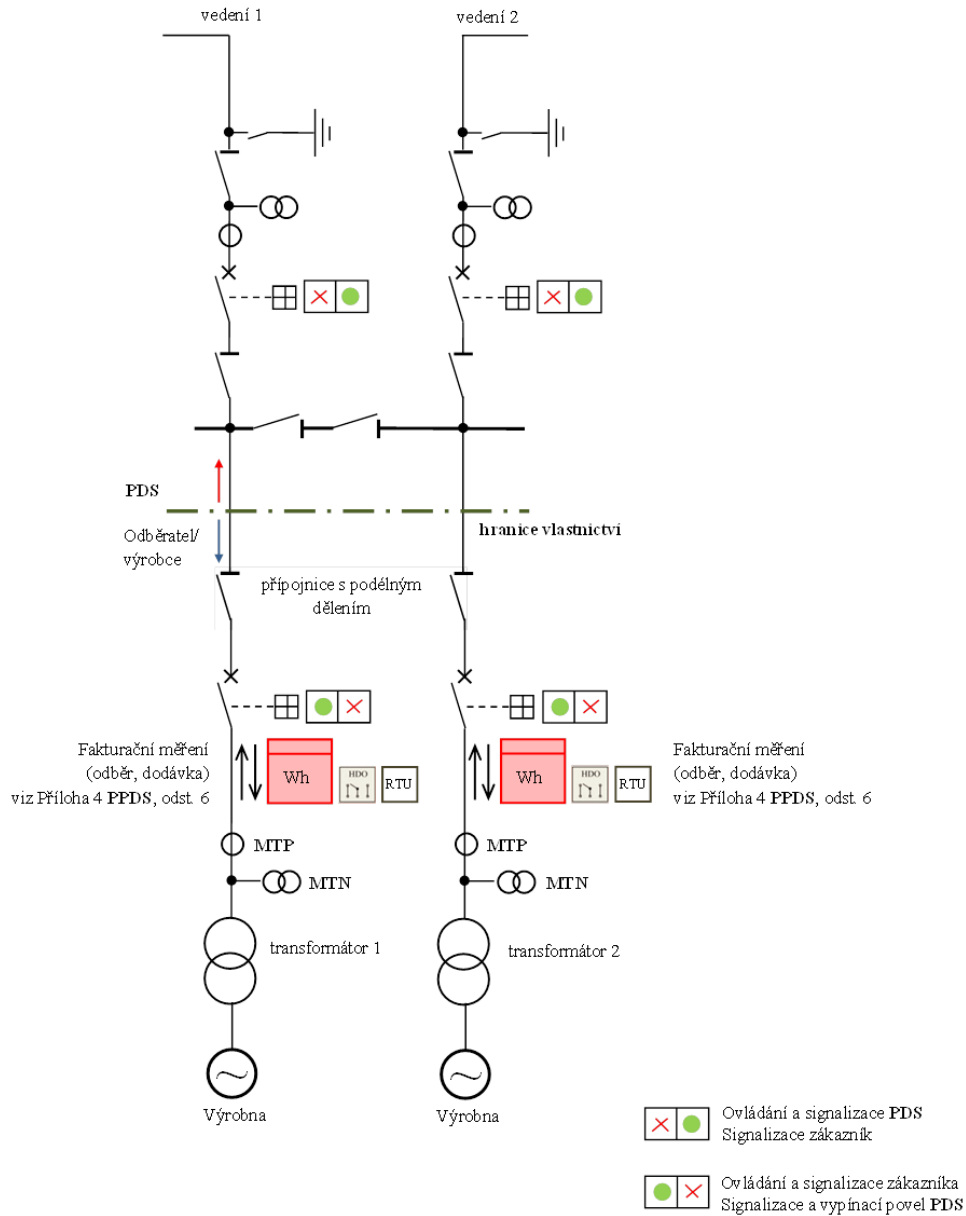 vedení 1
vedení 2
PDS
Odběratel/
výrobce
hranice vlastnictví
přípojnice s podélným
dělením
Fakturační měření
(odběr, dodávka)
viz Příloha 4 PPDS, odst. 6
Wh
HDO
RTU
Wh
HDO
RTU
Fakturační měření
(odběr, dodávka)
viz Příloha 4 PPDS, odst. 6
MTP
MTP
MTN
MTN
transformátor 1
transformátor 2
Výrobna
Výrobna
Ovládání a signalizace PDS
Signalizace zákazník
Ovládání a signalizace zákazníka
Signalizace a vypínací povel PDS